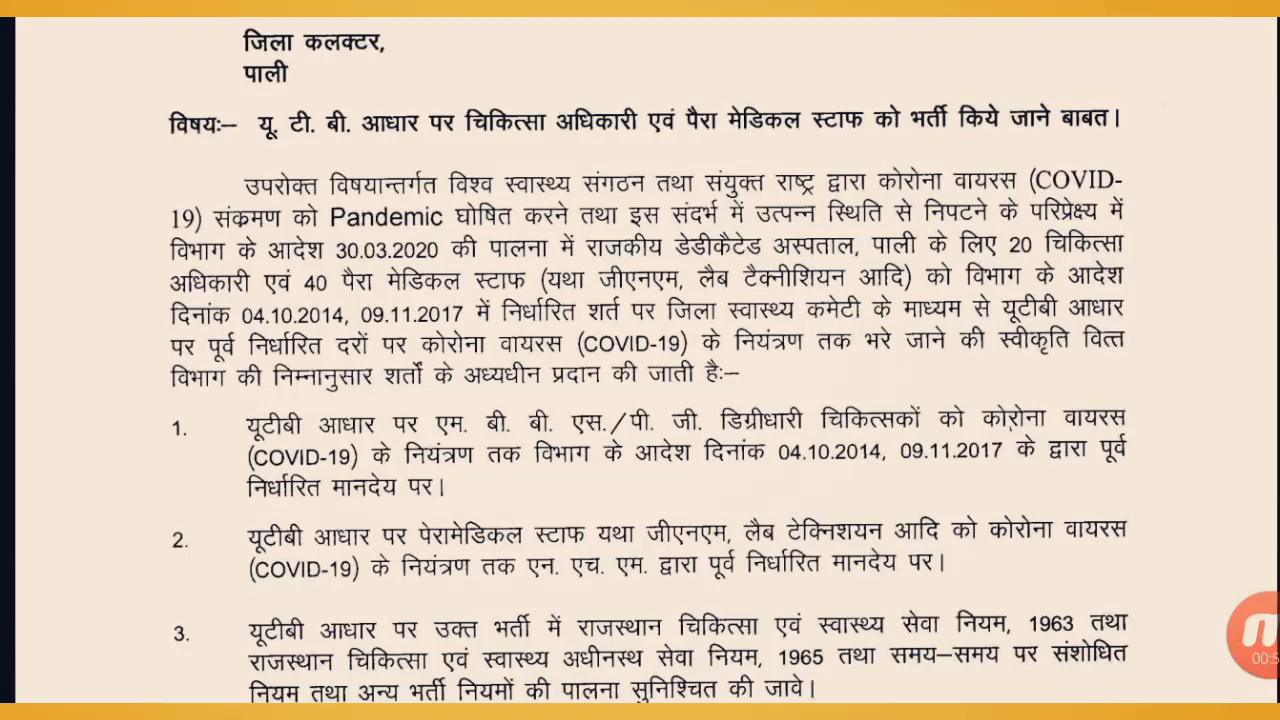 जिला कलक्टर,
पाली
विषयः– यू. टी. बी. आधार पर चिकित्सा अधिकारी एवं पैरा मेडिकल स्टाफ को भर्ती किये जाने बाबत।
उपरोक्त विषयान्तर्गत विश्व स्वास्थ्य संगठन तथा संयुक्त राष्ट्र द्वारा कोरोना वायरस (COVID-
19) संक्रमण को Pandemic घोषित करने तथा इस संदर्भ में उत्पन्न स्थिति से निपटने के परिप्रेक्ष्य में
विभाग के आदेश 30.03.2020 की पालना में राजकीय डेडीकैटेड अस्पताल, पाली के लिए 20 चिकित्सा
अधिकारी एवं 40 पैरा मेडिकल स्टाफ (यथा जीएनएम, लैब टैक्नीशियन आदि) को विभाग के आदेश
दिनांक 04.10.2014, 09.11.2017 में निर्धारित शर्त पर जिला स्वास्थ्य कमेटी के माध्यम से यूटीबी आधार
पर पूर्व निर्धारित दरों पर कोरोना वायरस (COVID-19) के नियंत्रण तक भरे जाने की स्वीकृति वित्त
विभाग की निम्नानुसार शर्तों के अध्यधीन प्रदान की जाती हैः–
1. यूटीबी आधार पर एम. बी. बी. एस./पी. जी. डिग्रीधारी चिकित्सकों को कोरोना वायरस
(COVID-19) के नियंत्रण तक विभाग के आदेश दिनांक 04.10.2014, 09.11.2017 के द्वारा पूर्व
निर्धारित मानदेय पर।
2. यूटीबी आधार पर पेरामेडिकल स्टाफ यथा जीएनएम, लैब टेक्निशयन आदि को कोरोना वायरस
(COVID-19) के नियंत्रण तक एन. एच. एम. द्वारा पूर्व निर्धारित मानदेय पर।
3. यूटीबी आधार पर उक्त भर्ती में राजस्थान चिकित्सा एवं स्वास्थ्य सेवा नियम, 1963 तथा
राजस्थान चिकित्सा एवं स्वास्थ्य अधीनस्थ सेवा नियम, 1965 तथा समय–समय पर संशोधित
नियम तथा अन्य भर्ती नियमों की पालना सुनिश्चित की जावे।